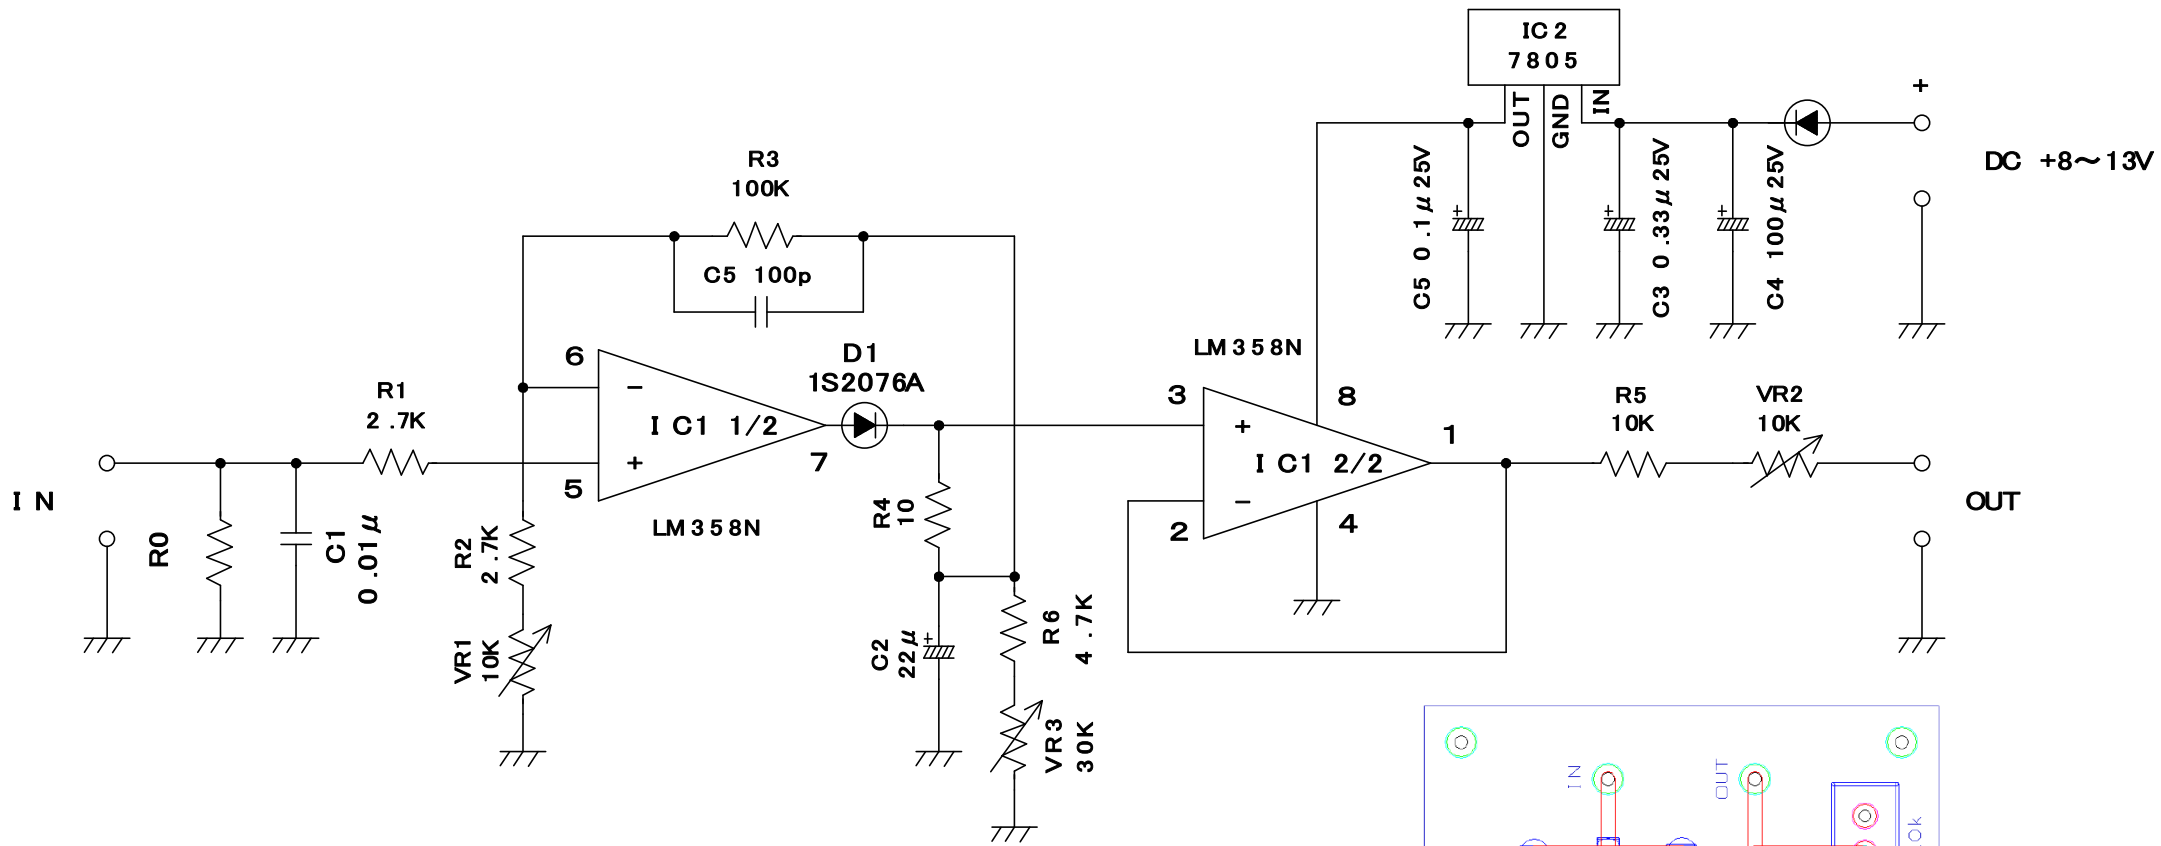 IC2
7805
OUT
GND
IN
+
DC +8～13V
C5 0.1μ25V
+
C3 0.33μ25V
+
C4 100μ25V
+
R3
100K
C5 100p
LM358N
6
−
D1
1S2076A
IC1 1/2
+
5
7
LM358N
R1
2.7K
IN
R0
C1
0.01μ
R2
2.7K
VR1
10K
R4
10
C2
22μ
+
R6
4.7K
VR3
30K
3
+
8
1
IC1 2/2
−
2
4
R5
10K
VR2
10K
OUT
IN
OUT